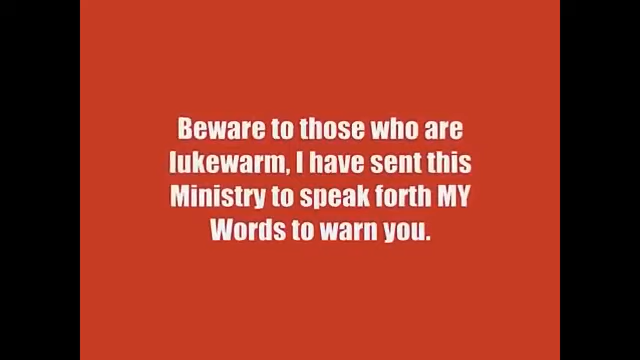 Beware to those who are
lukewarm, I have sent this
Ministry to speak forth MY
Words to warn you.